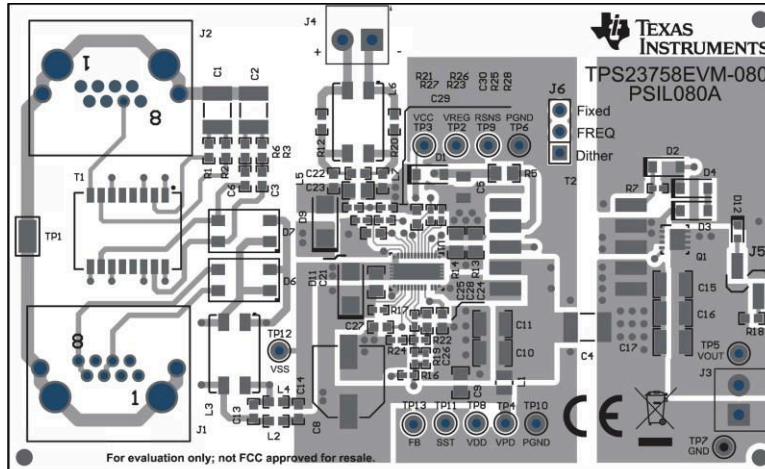 J2
1
8
C1
C2
J4
+
-
TEXAS
INSTRUMENTS
TPS23758EVM-080
PSIL080A
L6
R21
R27
R26
R23
C30
R25
R28
C29
J6
Fixed
FREQ
Dither
VCC
VREG
RSNS
PGND
TP3
TP2
TP9
TP6
R12
R20
R1
R2
R6
R3
C6
C3
T1
L5
C22
C23
L7
D1
C5
R5
T2
D2
D4
R7
D3
D12
D9
U1
Q1
J5
TP1
D7
D6
D11
C21
R14
R13
C25
C28
C24
C15
C16
C17
R18
R17
C27
R24
R22
R19
C26
R16
C11
C10
C9
L1
C4
TP12
VSS
TP5
VOUT
J3
8
1
J1
L3
C13
L4
L2
C14
C8
TP13
TP11
TP8
TP4
TP10
FB
SST
VDD
VPD
PGND
CE
TP7
GND
For evaluation only; not FCC approved for resale.